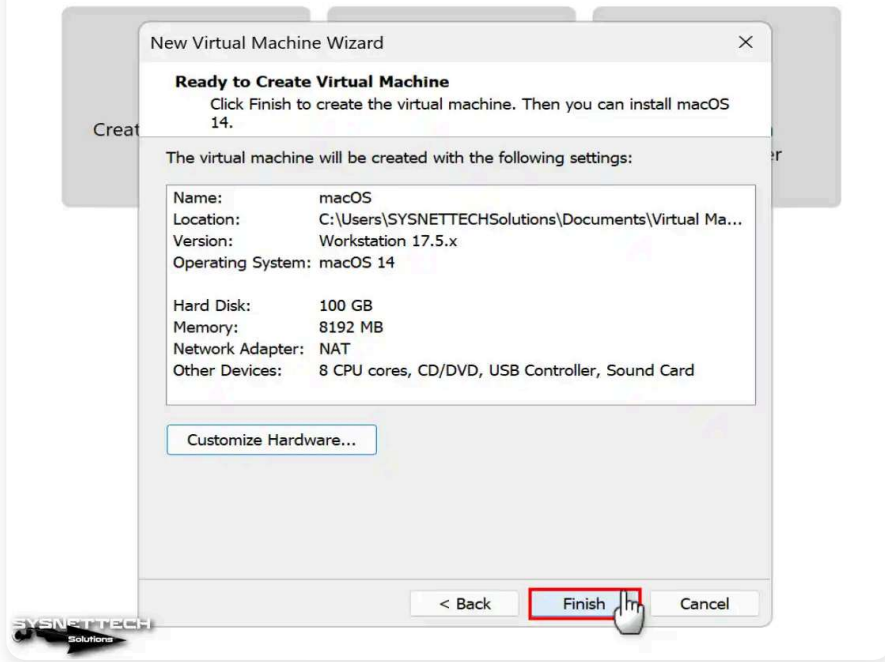 New Virtual Machine Wizard
Ready to Create Virtual Machine
Click Finish to create the virtual machine. Then you can install macOS
14.
Creat
er
The virtual machine will be created with the following settings:
Name: macOS
Location: C:\Users\SYSNETTECHSolutions\Documents\Virtual Ma...
Version: Workstation 17.5.x
Operating System: macOS 14
Hard Disk: 100 GB
Memory: 8192 MB
Network Adapter: NAT
Other Devices: 8 CPU cores, CD/DVD, USB Controller, Sound Card
Customize Hardware...
< Back Finish Cancel
SYSNETTECH
Solutions